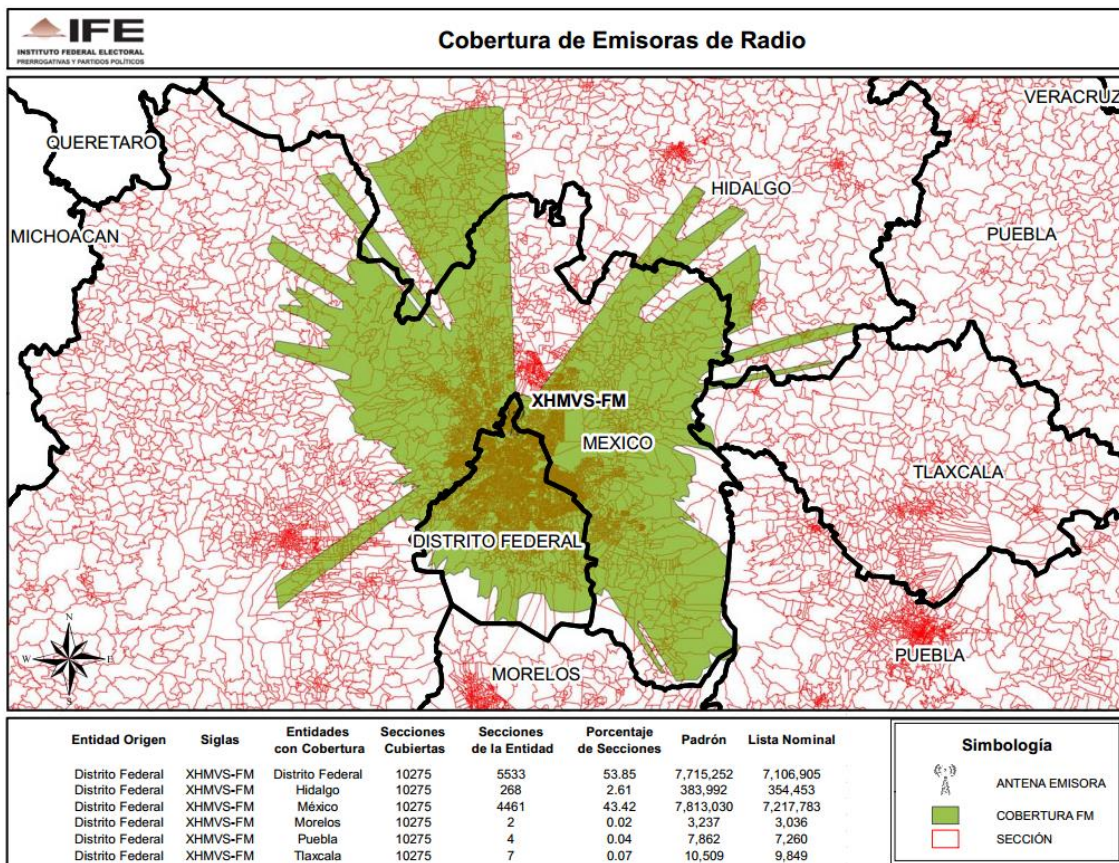 IFE
INSTITUTO FEDERAL ELECTORAL
PRERROGATIVAS Y PARTIDOS POLÍTICOS
Cobertura de Emisoras de Radio
VERACRUZ
QUERETARO
HIDALGO
MICHOACAN
PUEBLA
XHMVS-FM
MEXICO
TLAXCALA
DISTRITO FEDERAL
N
W E
S
MORELOS
PUEBLA
Entidad Origen Siglas Entidades con Cobertura Secciones Cubiertas Secciones de la Entidad Porcentaje de Secciones Padrón Lista Nominal
Distrito Federal XHMVS-FM Distrito Federal 10275 5533 53.85 7,715,252 7,106,905
Distrito Federal XHMVS-FM Hidalgo 10275 268 2.61 383,992 354,453
Distrito Federal XHMVS-FM México 10275 4461 43.42 7,813,030 7,217,783
Distrito Federal XHMVS-FM Morelos 10275 2 0.02 3,237 3,036
Distrito Federal XHMVS-FM Puebla 10275 4 0.04 7,862 7,260
Distrito Federal XHMVS-FM Tlaxcala 10275 7 0.07 10,509 9,849
Simbología
ANTENA EMISORA
COBERTURA FM
SECCIÓN